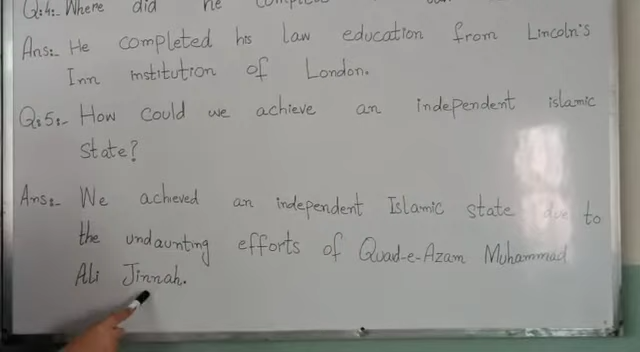 Q:4:- Where did he
Ans:- He completed his law education from Lincoln's
Inn mstitution of London.
Q:5:- How could we achieve an independent islamic
State?
Ans:- We achieved an independent Islamic state due to
the undaunting efforts of Quad-e-Azam Muhammad
Ali Jinnah.